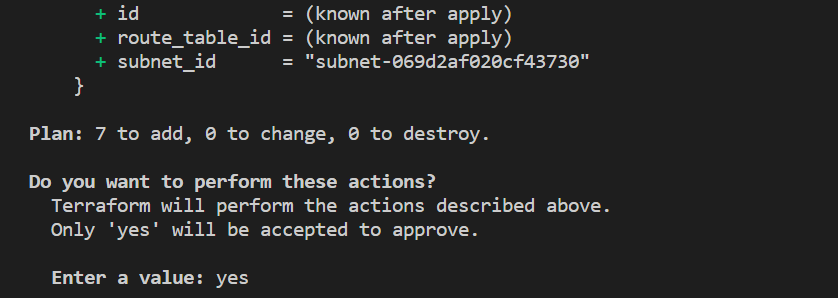 + id             = (known after apply)
+ route_table_id = (known after apply)
+ subnet_id      = "subnet-069d2af020cf43730"
}
Plan: 7 to add, 0 to change, 0 to destroy.
Do you want to perform these actions?
Terraform will perform the actions described above.
Only 'yes' will be accepted to approve.
Enter a value: yes